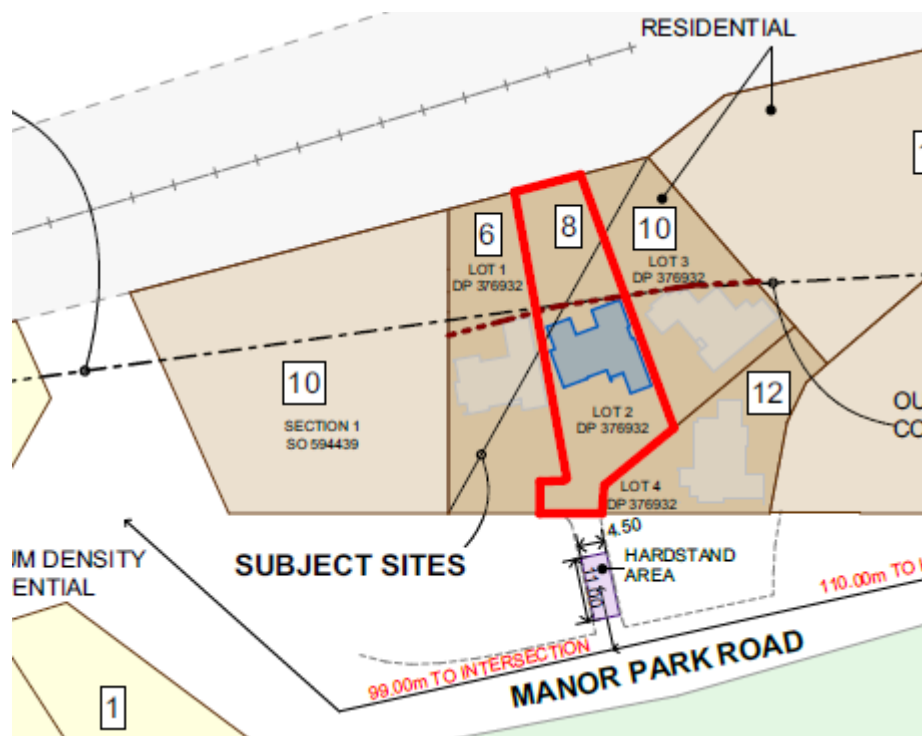 RESIDENTIAL
6
8
10
LOT 1
DP 376932
LOT 3
DP 376932
10
SECTION 1
SO 594439
LOT 2
DP 376932
12
OU
CO
LOT 4
DP 376932
4.50
11.00
HARDSTAND
AREA
SUBJECT SITES
UM DENSITY
ENTIAL
110.00m TO I
99.00m TO INTERSECTION
MANOR PARK ROAD
1